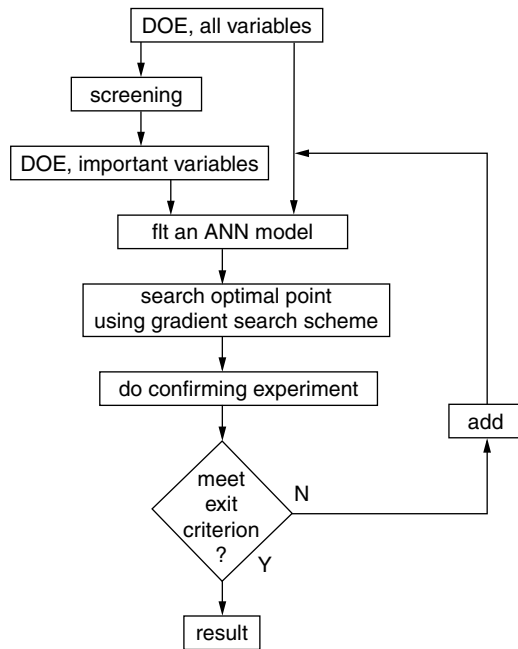 DOE, all variables
screening
DOE, important variables
flt an ANN model
search optimal point
using gradient search scheme
do confirming experiment
add
meet
exit
criterion
?
N
Y
result